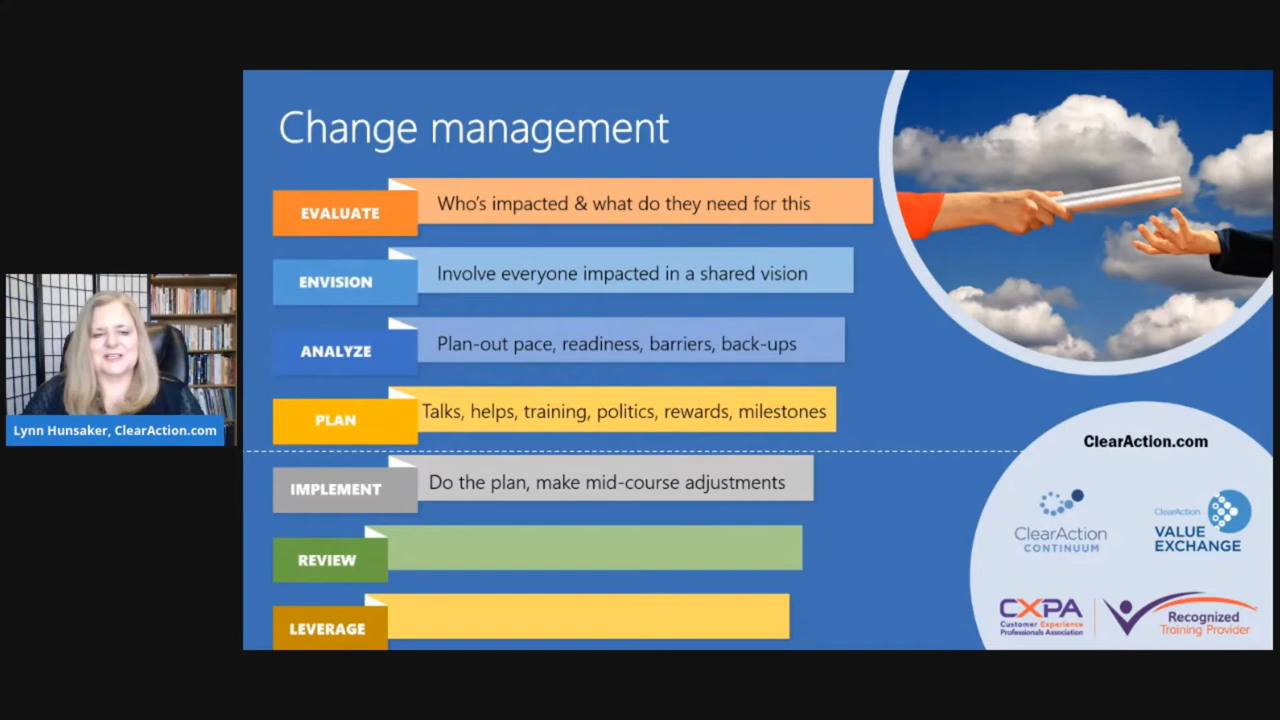 Change management
EVALUATE
Who's impacted & what do they need for this
ENVISION
Involve everyone impacted in a shared vision
ANALYZE
Plan-out pace, readiness, barriers, back-ups
PLAN
Talks, helps, training, politics, rewards, milestones
IMPLEMENT
Do the plan, make mid-course adjustments
REVIEW
LEVERAGE
Lynn Hunsaker, ClearAction.com
ClearAction.com
ClearAction
CONTINUUM
ClearAction
VALUE
EXCHANGE
CXPA
Customer Experience
Professionals Association
Recognized
Training Provider